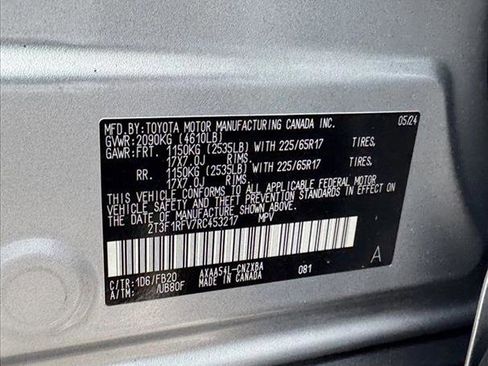 MFD. BY:TOYOTA MOTOR MANUFACTURING CANADA INC. 05/24
GVWR: 2090KG (4610LB)
GAWR: FRT. 1150KG (2535LB) WITH 225/65R17 TIRES,
17X7.0J RIMS.
RR. 1150KG (2535LB) WITH 225/65R17 TIRES,
17X7.0J RIMS.
THIS VEHICLE CONFORMS TO ALL APPLICABLE FEDERAL MOTOR
VEHICLE SAFETY AND THEFT PREVENTION STANDARDS IN EFFECT ON THE
DATE OF MANUFACTURE SHOWN ABOVE.
2T3F1RFV7RC453217 MPV
C/TR:1D6/FB20 AXAA54L-CNZXBA 081 A
A/TM: /UB80F MADE IN CANADA